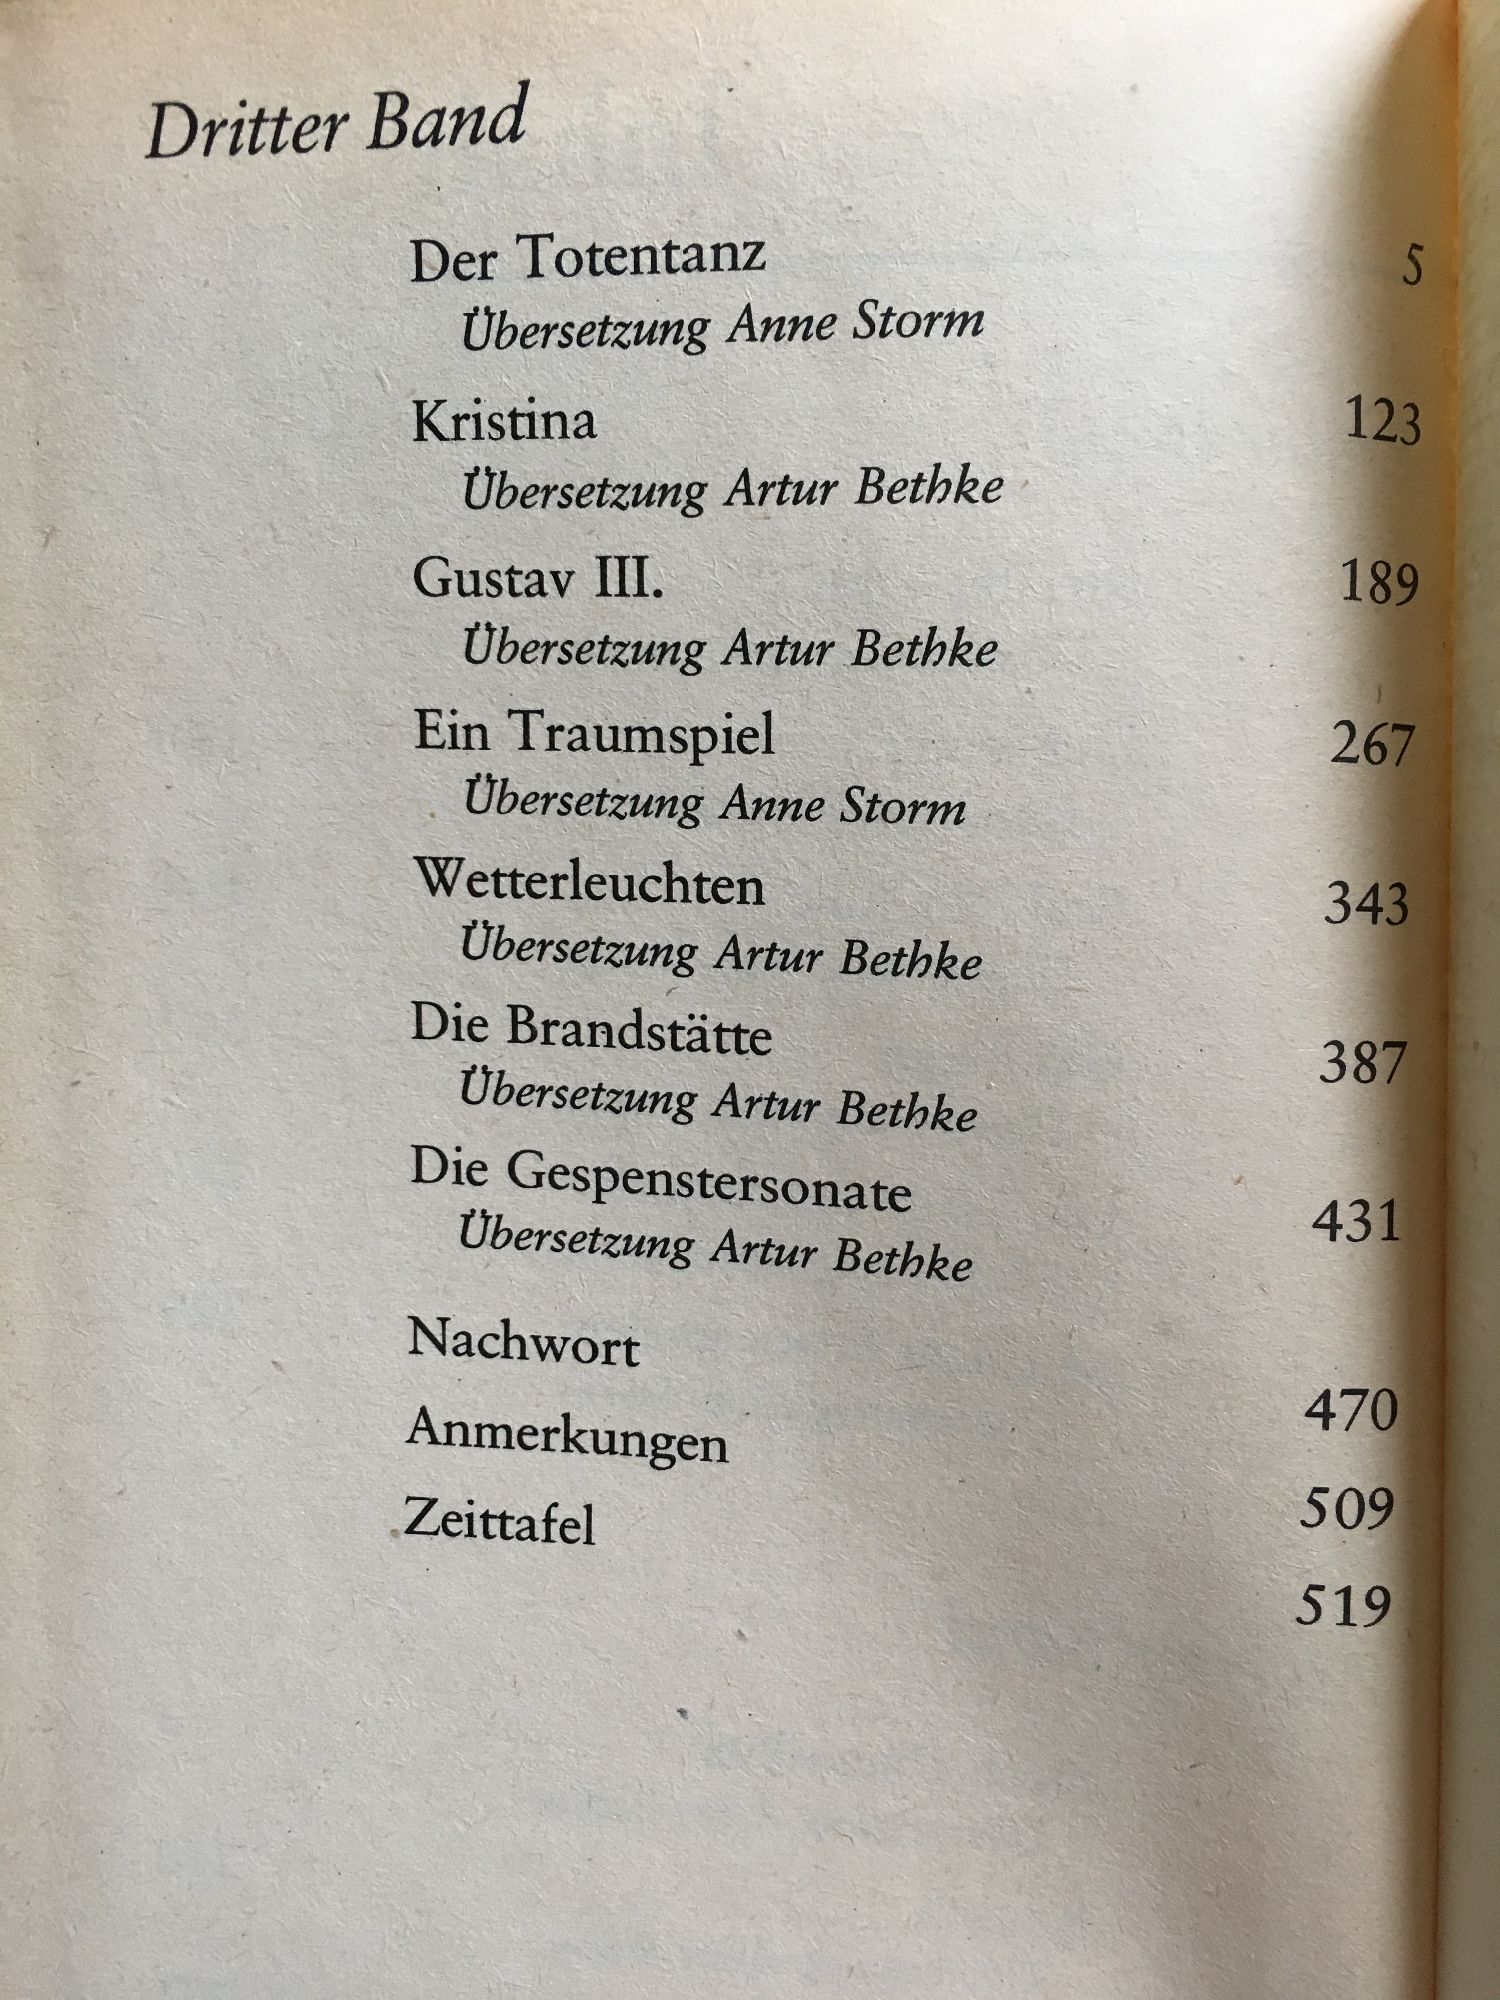 Dritter Band
Der Totentanz 5
Übersetzung Anne Storm
Kristina 123
Übersetzung Artur Bethke
Gustav III. 189
Übersetzung Artur Bethke
Ein Traumspiel 267
Übersetzung Anne Storm
Wetterleuchten 343
Übersetzung Artur Bethke
Die Brandstätte 387
Übersetzung Artur Bethke
Die Gespenstersonate 431
Übersetzung Artur Bethke
Nachwort 470
Anmerkungen 509
Zeittafel 519